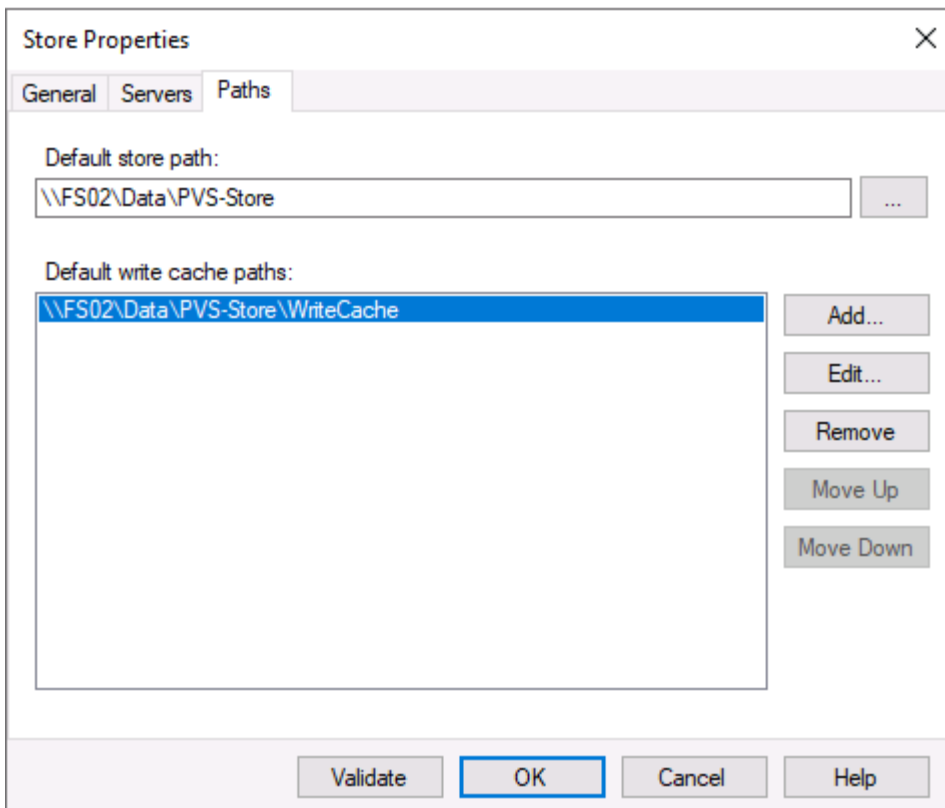 Store Properties
General Servers Paths
Default store path:
\\FS02\Data\PVS-Store
...
Default write cache paths:
\\FS02\Data\PVS-Store\WriteCache
Add...
Edit...
Remove
Move Up
Move Down
Validate OK Cancel Help